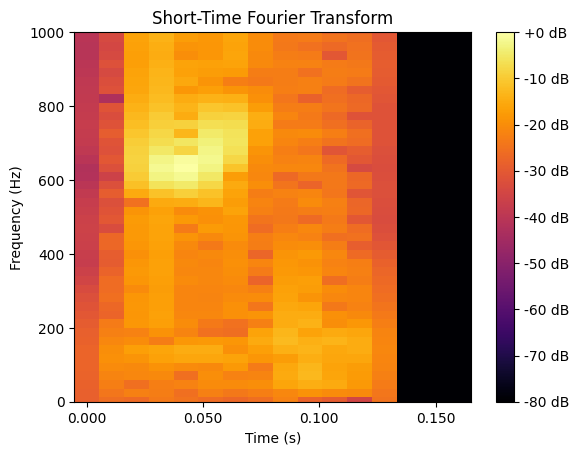 Short-Time Fourier Transform
1000
800
600
400
200
0
Frequency (Hz)
0.000
0.050
0.100
0.150
Time (s)
+0 dB
-10 dB
-20 dB
-30 dB
-40 dB
-50 dB
-60 dB
-70 dB
-80 dB